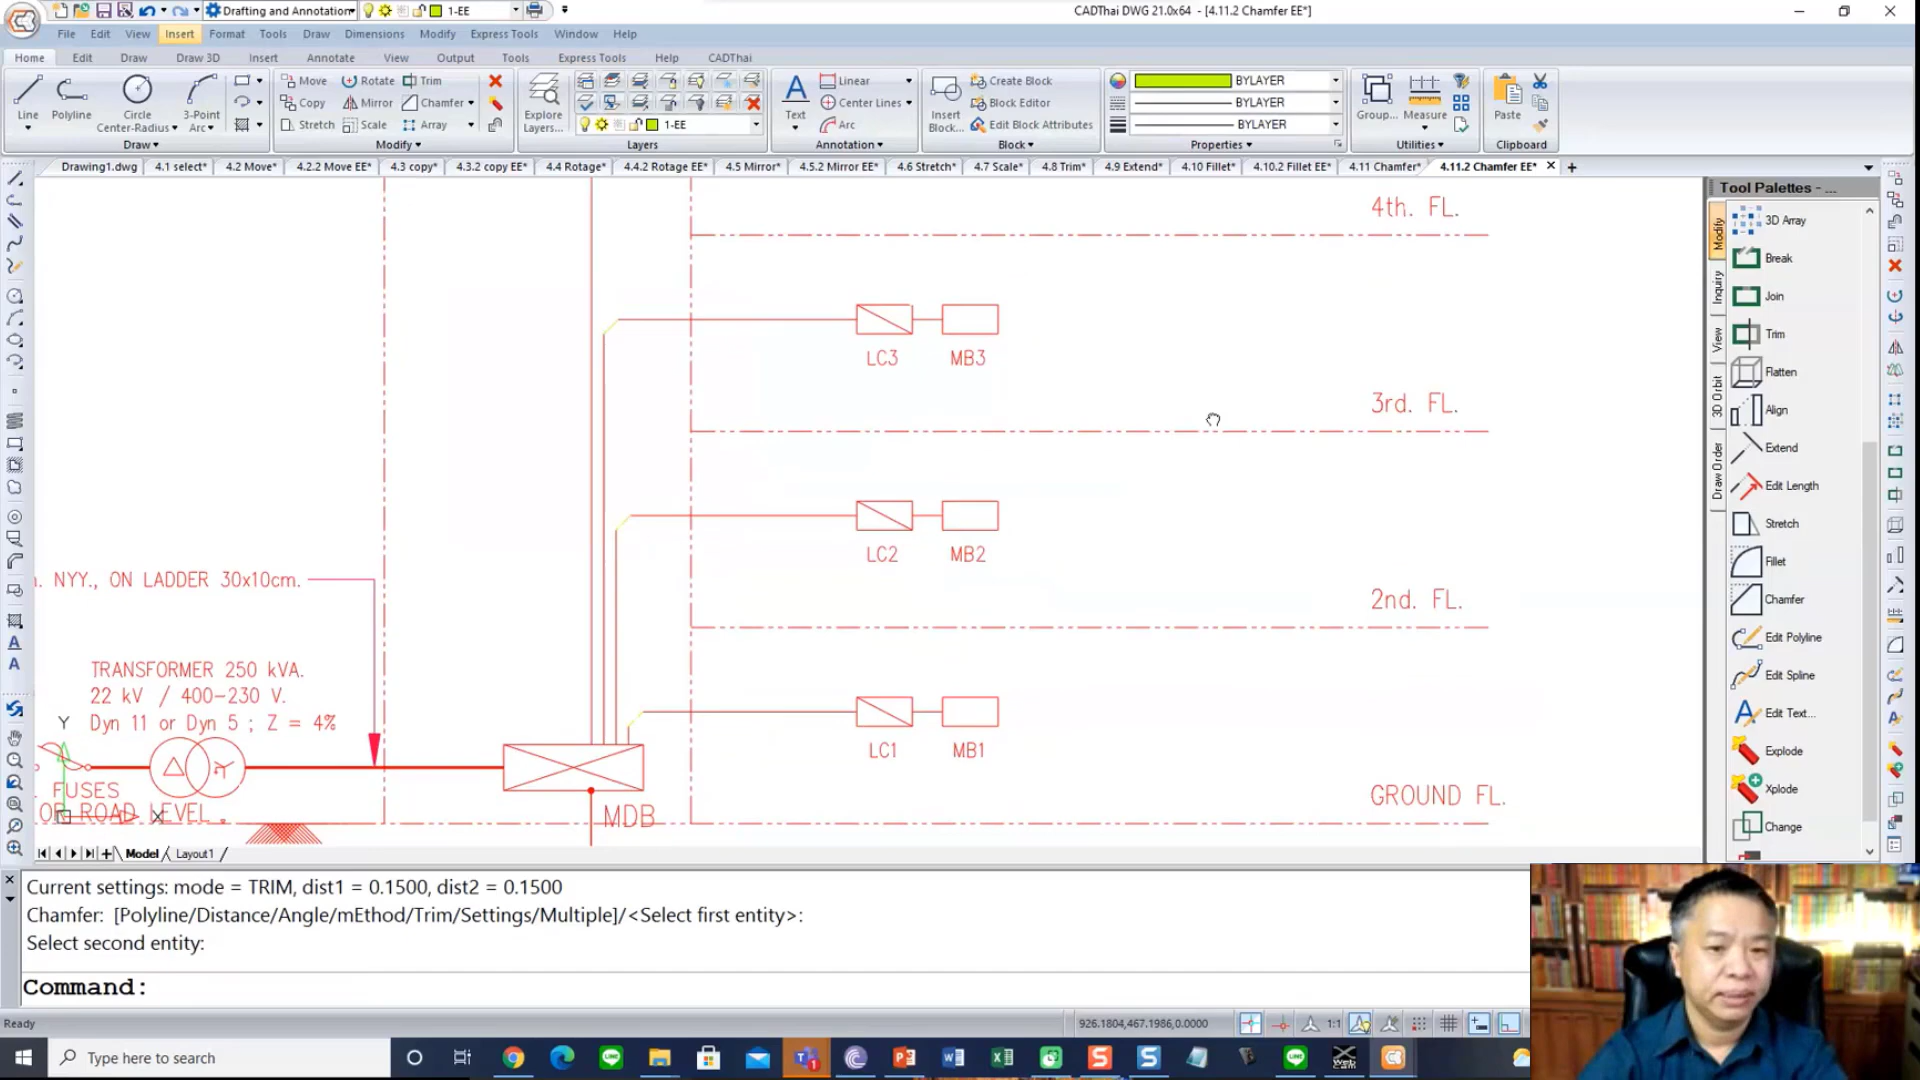 Drafting and Annotation
1-EE
CADThai DWG 21.0x64 - [4.11.2 Chamfer EE*]
File Edit View Insert Format Tools Draw Dimensions Modify Express Tools Window Help
Home Edit Draw Draw 3D Insert Annotate View Output Tools Express Tools Help CADThai
Line
Polyline
Circle
Center-Radius
3-Point
Arc
Draw
Move Rotate Trim
Copy Mirror Chamfer
Stretch Scale Array
Modify
Explore
Layers...
1-EE
Layers
Text
Linear
Center Lines
Arc
Annotation
Insert
Block...
Create Block
Block Editor
Edit Block Attributes
Block
BYLAYER
BYLAYER
BYLAYER
Properties
Group...
Measure
Utilities
Paste
Clipboard
Drawing1.dwg 4.1 select* 4.2 Move* 4.2.2 Move EE* 4.3 copy* 4.3.2 copy EE* 4.4 Rotage* 4.4.2 Rotage EE* 4.5 Mirror* 4.5.2 Mirror EE* 4.6 Stretch* 4.7 Scale* 4.8 Trim* 4.9 Extend* 4.10 Fillet* 4.10.2 Fillet EE* 4.11 Chamfer* 4.11.2 Chamfer EE*
4th. FL.
LC3 MB3
3rd. FL.
LC2 MB2
2nd. FL.
. NYY., ON LADDER 30x10cm.
TRANSFORMER 250 kVA.
22 kV / 400-230 V.
Dyn 11 or Dyn 5 ; Z = 4%
LC1 MB1
FUSES
OF ROAD LEVEL .
Y
X
MDB
GROUND FL.
Model Layout1
Tool Palettes - ...
Modify
Inquiry
View
3D Orbit
Draw Order
3D Array
Break
Join
Trim
Flatten
Align
Extend
Edit Length
Stretch
Fillet
Chamfer
Edit Polyline
Edit Spline
Edit Text...
Explode
Xplode
Change
Current settings: mode = TRIM, dist1 = 0.1500, dist2 = 0.1500
Chamfer: [Polyline/Distance/Angle/mEthod/Trim/Settings/Multiple]/<Select first entity>:
Select second entity:
Command:
Ready
926.1804,467.1986,0.0000
1:1
Type here to search